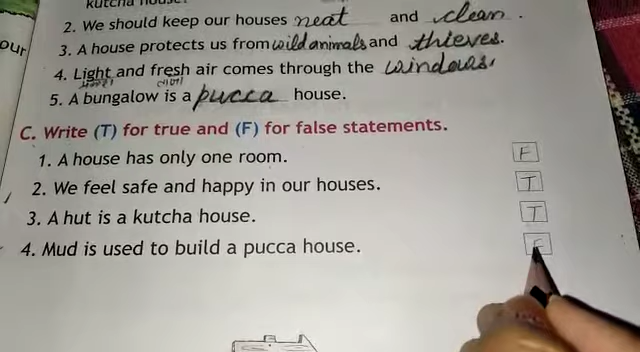 kutcha house.
2. We should keep our houses neat and clean.
our
3. A house protects us from wild animals and thieves.
4. Light and fresh air comes through the windows.
5. A bungalow is a pucca house.
C. Write (T) for true and (F) for false statements.
1. A house has only one room. F
2. We feel safe and happy in our houses. T
3. A hut is a kutcha house. T
4. Mud is used to build a pucca house. F